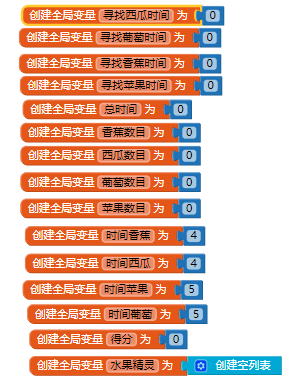 创建全局变量 寻找西瓜时间 为 0
创建全局变量 寻找葡萄时间 为 0
创建全局变量 寻找香蕉时间 为 0
创建全局变量 寻找苹果时间 为 0
创建全局变量 总时间 为 0
创建全局变量 香蕉数目 为 0
创建全局变量 西瓜数目 为 0
创建全局变量 葡萄数目 为 0
创建全局变量 苹果数目 为 0
创建全局变量 时间香蕉 为 4
创建全局变量 时间西瓜 为 4
创建全局变量 时间苹果 为 5
创建全局变量 时间葡萄 为 5
创建全局变量 得分 为 0
创建全局变量 水果精灵 为 创建空列表